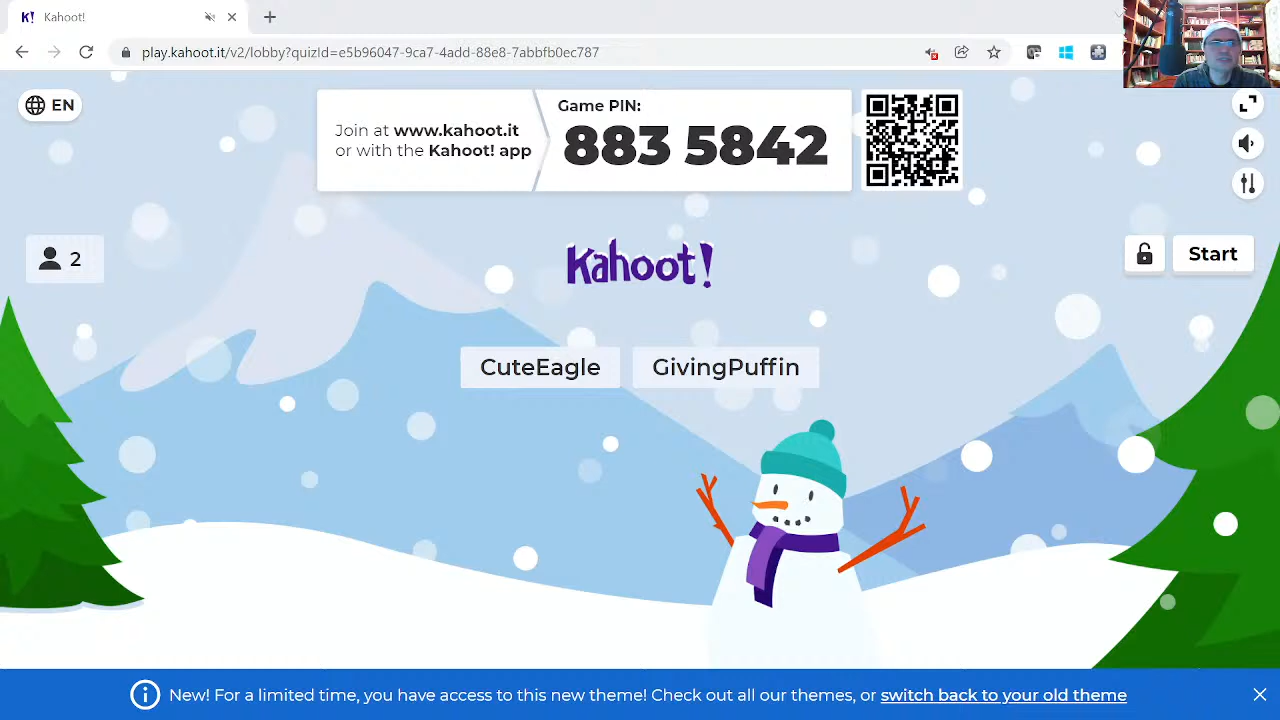 Kahoot!
play.kahoot.it/v2/lobby?quizId=e5b96047-9ca7-4add-88e8-7abbfb0ec787
EN
Join at www.kahoot.it
or with the Kahoot! app
Game PIN:
883 5842
2
Kahoot!
Start
CuteEagle
GivingPuffin
New! For a limited time, you have access to this new theme! Check out all our themes, or switch back to your old theme